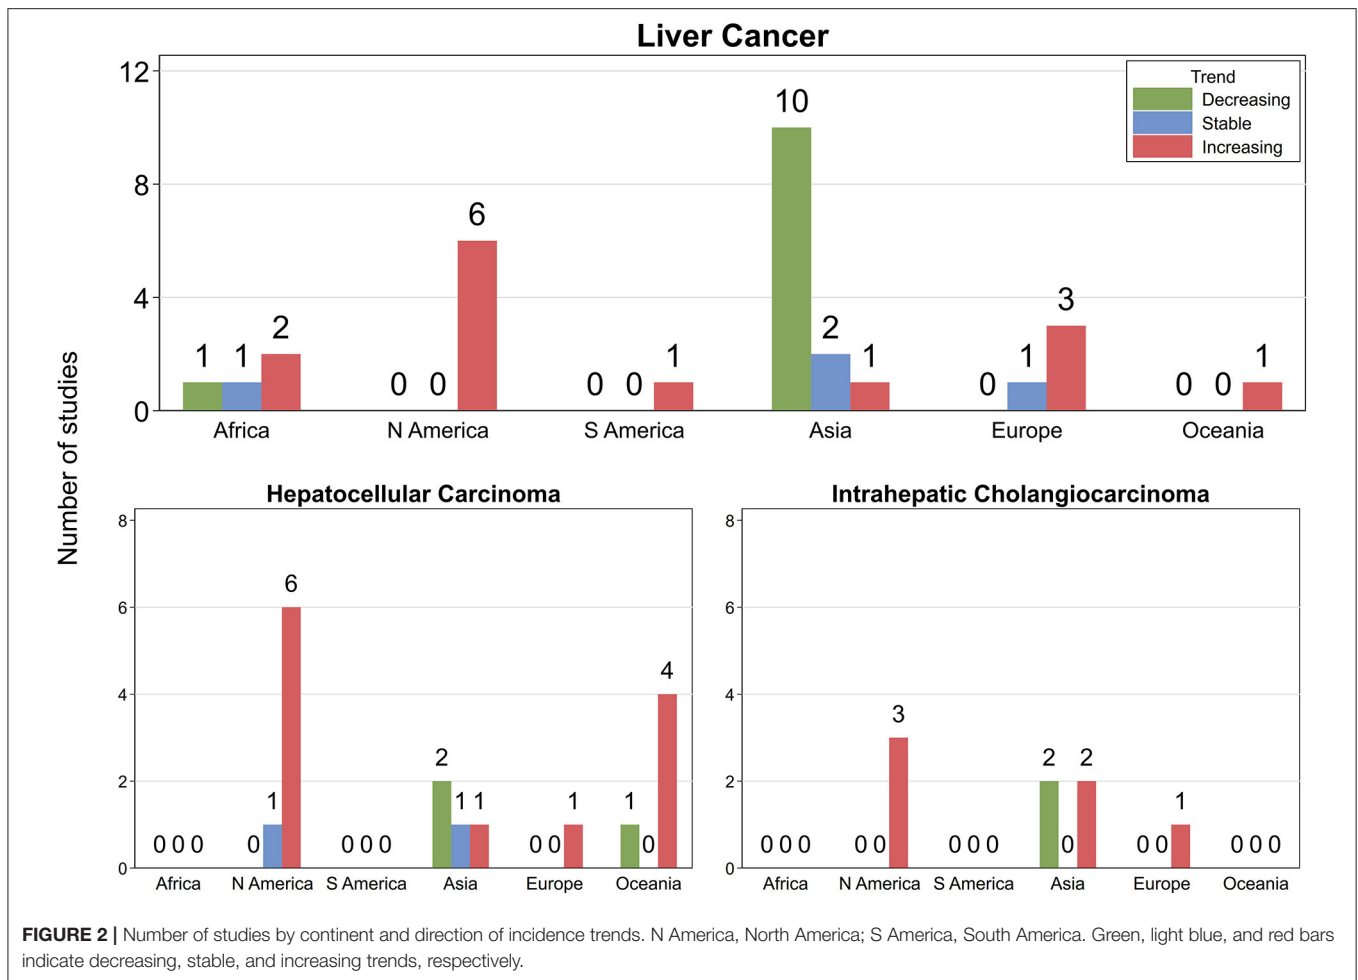 Liver Cancer
Number of studies
12
8
4
0
Trend
Decreasing
Stable
Increasing
1 1 2
0 0 6
0 0 1
10 2 1
0 1 3
0 0 1
Africa N America S America Asia Europe Oceania
Hepatocellular Carcinoma
8
6
4
2
0
0 0 0
0 1 6
0 0 0
2 1 1
0 0 1
1 0 4
Africa N America S America Asia Europe Oceania
Intrahepatic Cholangiocarcinoma
8
6
4
2
0
0 0 0
0 0 3
0 0 0
2 0 2
0 0 1
0 0 0
Africa N America S America Asia Europe Oceania
FIGURE 2 | Number of studies by continent and direction of incidence trends. N America, North America; S America, South America. Green, light blue, and red bars
indicate decreasing, stable, and increasing trends, respectively.